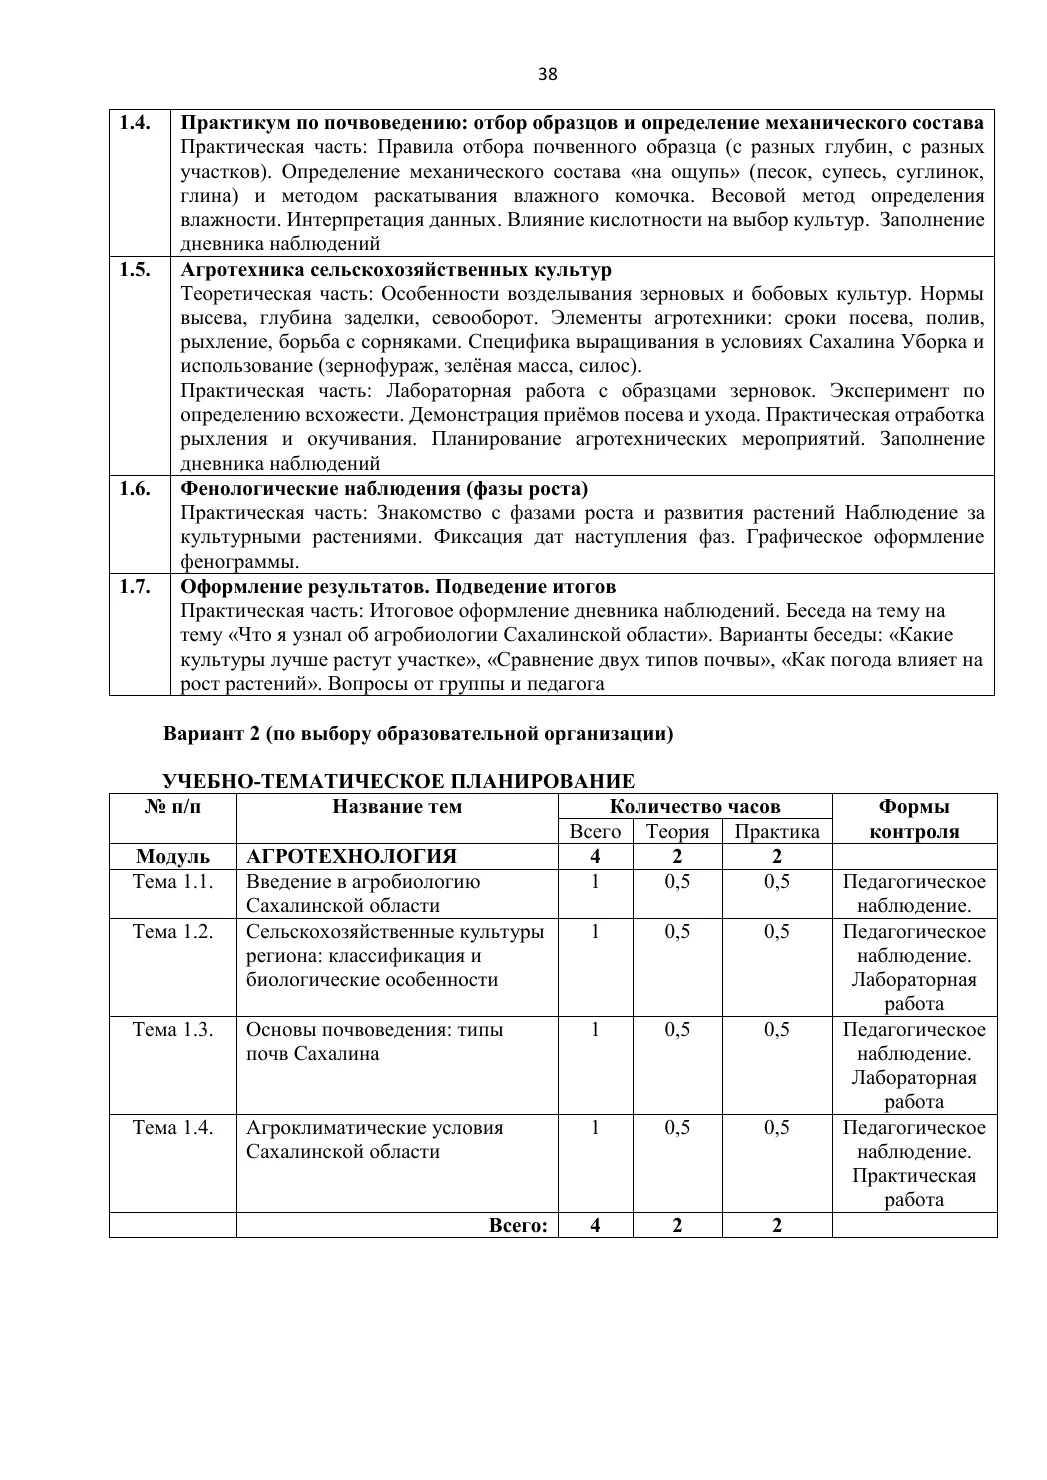 38
1.4. Практикум по почвоведению: отбор образцов и определение механического состава
Практическая часть: Правила отбора почвенного образца (с разных глубин, с разных
участков). Определение механического состава «на ощупь» (песок, супесь, суглинок,
глина) и методом раскатывания влажного комочка. Весовой метод определения
влажности. Интерпретация данных. Влияние кислотности на выбор культур. Заполнение
дневника наблюдений
1.5. Агротехника сельскохозяйственных культур
Теоретическая часть: Особенности возделывания зерновых и бобовых культур. Нормы
высева, глубина заделки, севооборот. Элементы агротехники: сроки посева, полив,
рыхление, борьба с сорняками. Специфика выращивания в условиях Сахалина Уборка и
использование (зернофураж, зелёная масса, силос).
Практическая часть: Лабораторная работа с образцами зерновок. Эксперимент по
определению всхожести. Демонстрация приёмов посева и ухода. Практическая отработка
рыхления и окучивания. Планирование агротехнических мероприятий. Заполнение
дневника наблюдений
1.6. Фенологические наблюдения (фазы роста)
Практическая часть: Знакомство с фазами роста и развития растений Наблюдение за
культурными растениями. Фиксация дат наступления фаз. Графическое оформление
фенограммы.
1.7. Оформление результатов. Подведение итогов
Практическая часть: Итоговое оформление дневника наблюдений. Беседа на тему на
тему «Что я узнал об агробиологии Сахалинской области». Варианты беседы: «Какие
культуры лучше растут участке», «Сравнение двух типов почвы», «Как погода влияет на
рост растений». Вопросы от группы и педагога
Вариант 2 (по выбору образовательной организации)
УЧЕБНО-ТЕМАТИЧЕСКОЕ ПЛАНИРОВАНИЕ
№ п/п Название тем Количество часов Формы
Всего Теория Практика контроля
Модуль АГРОТЕХНОЛОГИЯ 4 2 2
Тема 1.1. Введение в агробиологию 1 0,5 0,5 Педагогическое
Сахалинской области наблюдение.
Тема 1.2. Сельскохозяйственные культуры 1 0,5 0,5 Педагогическое
региона: классификация и наблюдение.
биологические особенности Лабораторная
работа
Тема 1.3. Основы почвоведения: типы 1 0,5 0,5 Педагогическое
почв Сахалина наблюдение.
Лабораторная
работа
Тема 1.4. Агроклиматические условия 1 0,5 0,5 Педагогическое
Сахалинской области наблюдение.
Практическая
работа
Всего: 4 2 2